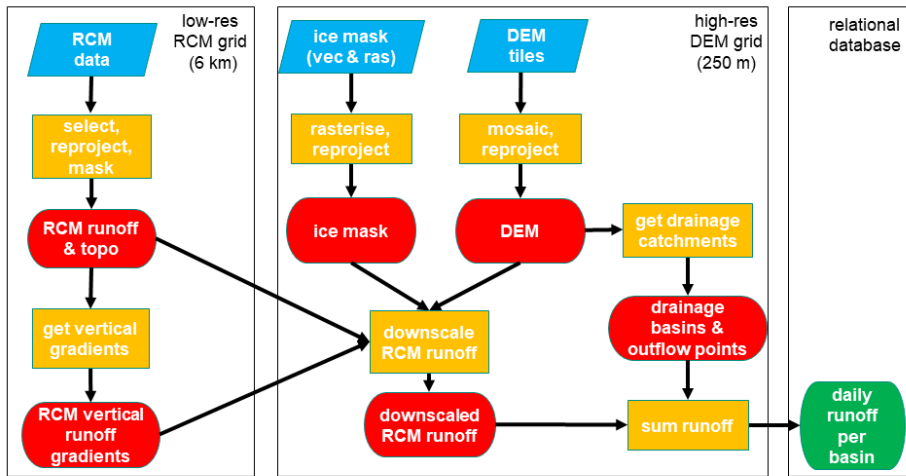 low-res
RCM grid
(6 km)
RCM
data
select,
reproject,
mask
RCM runoff
& topo
get vertical
gradients
RCM vertical
runoff
gradients
high-res
DEM grid
(250 m)
ice mask
(vec & ras)
DEM
tiles
rasterise,
reproject
mosaic,
reproject
ice mask
DEM
get drainage
catchments
downscale
RCM runoff
drainage
basins &
outflow points
downscaled
RCM runoff
sum runoff
relational
database
daily
runoff
per
basin